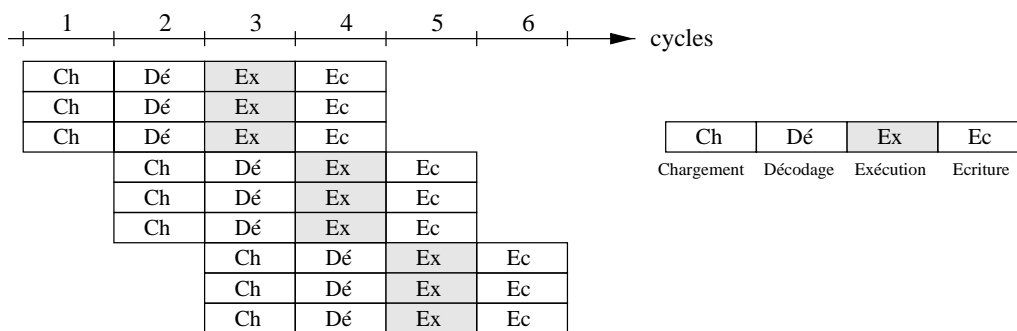 1 2 3 4 5 6
cycles
Ch Dé Ex Ec
Ch Dé Ex Ec
Ch Dé Ex Ec
Ch Dé Ex Ec
Ch Dé Ex Ec
Ch Dé Ex Ec
Ch Dé Ex Ec
Ch Dé Ex Ec
Ch Dé Ex Ec
Ch Dé Ex Ec
Chargement Décodage Exécution Ecriture